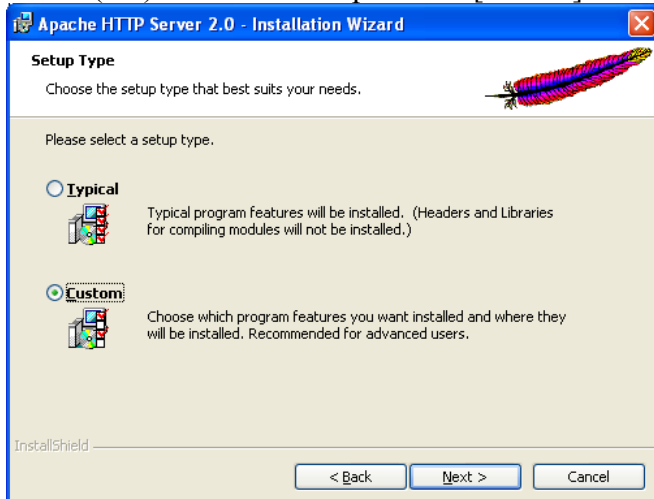 Apache HTTP Server 2.0 - Installation Wizard
Setup Type
Choose the setup type that best suits your needs.
Please select a setup type.
Typical
Typical program features will be installed. (Headers and Libraries
for compiling modules will not be installed.)
Custom
Choose which program features you want installed and where they
will be installed. Recommended for advanced users.
InstallShield
< Back Next > Cancel